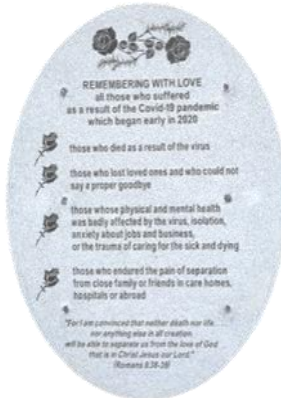 REMEMBERING WITH LOVE
all those who suffered
as a result of the Covid-19 pandemic
which began early in 2020
those who died as a result of the virus
those who lost loved ones and who could not
say a proper goodbye
those whose physical and mental health
was badly affected by the virus, isolation,
anxiety about jobs and business,
or the trauma of caring for the sick and dying
those who endured the pain of separation
from close family or friends in care homes,
hospitals or abroad
"For I am convinced that neither death nor life.....
nor anything else in all creation,
will be able to separate us from the love of God
that is in Christ Jesus our Lord."
(Romans 8:38-39)